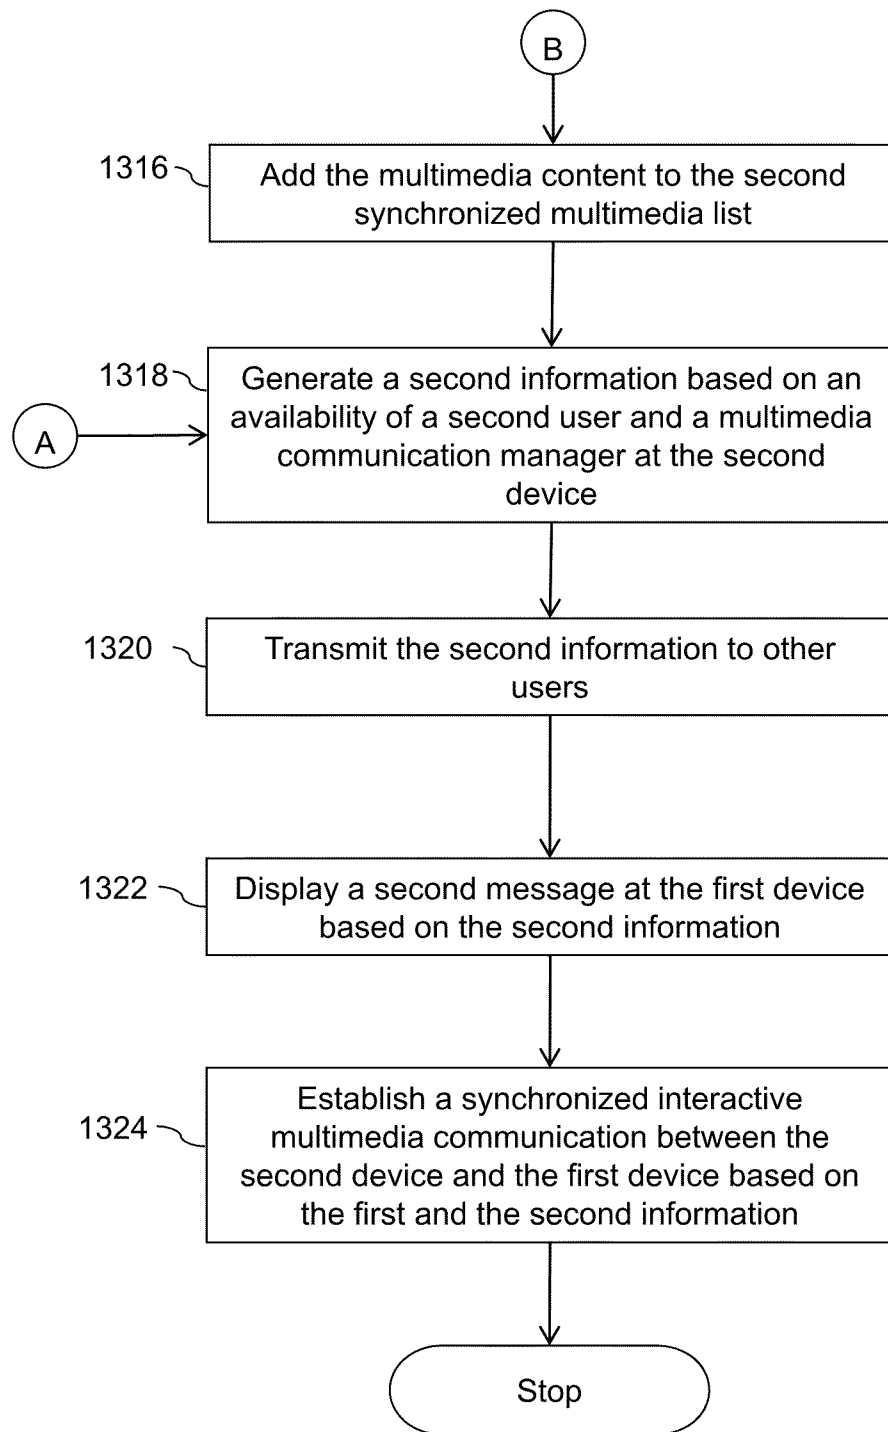 B
1316
Add the multimedia content to the second
synchronized multimedia list
1318
Generate a second information based on an
availability of a second user and a multimedia
communication manager at the second
device
A
1320
Transmit the second information to other
users
1322
Display a second message at the first device
based on the second information
1324
Establish a synchronized interactive
multimedia communication between the
second device and the first device based on
the first and the second information
Stop